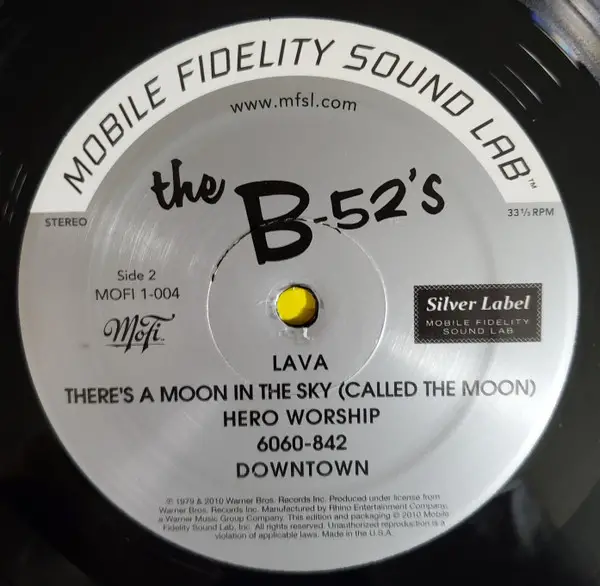 MOBILE FIDELITY SOUND LAB™
www.mfsl.com
the B-52's
STEREO
33 1/3 RPM
Side 2
MOFI 1-004
MoFi™
Silver Label
MOBILE FIDELITY
SOUND LAB
LAVA
THERE'S A MOON IN THE SKY (CALLED THE MOON)
HERO WORSHIP
6060-842
DOWNTOWN
℗ 1979 & 2010 Warner Bros. Records Inc. Produced under license from
Warner Bros. Records Inc. Manufactured by Rhino Entertainment Company,
a Warner Music Group Company. This edition and packaging © 2010 Mobile
Fidelity Sound Lab, Inc. All rights reserved. Unauthorized reproduction is a
violation of applicable laws. Made in the U.S.A.